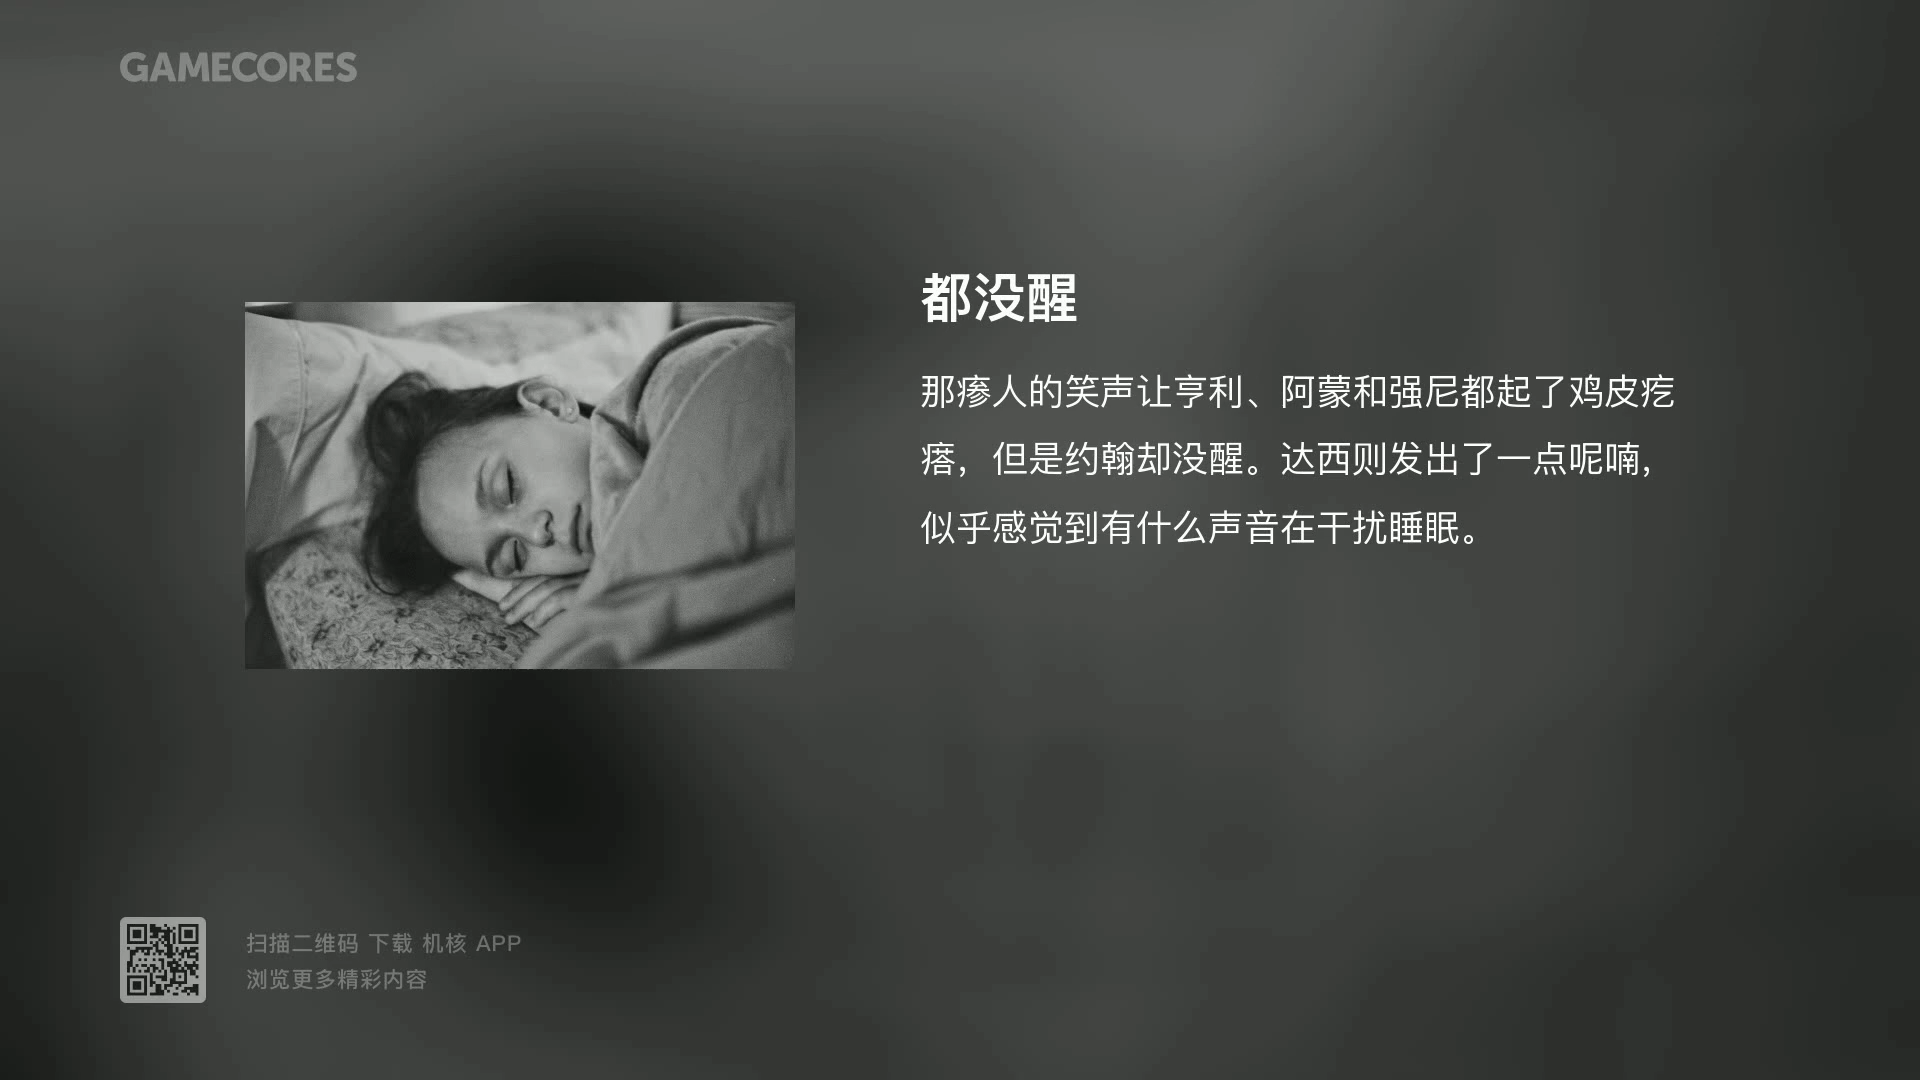 GAMECORES
都没醒
那瘆人的笑声让亨利、阿蒙和强尼都起了鸡皮疙
瘩，但是约翰却没醒。达西则发出了一点呢喃，
似乎感觉到有什么声音在干扰睡眠。
扫描二维码 下载 机核 APP
浏览更多精彩内容